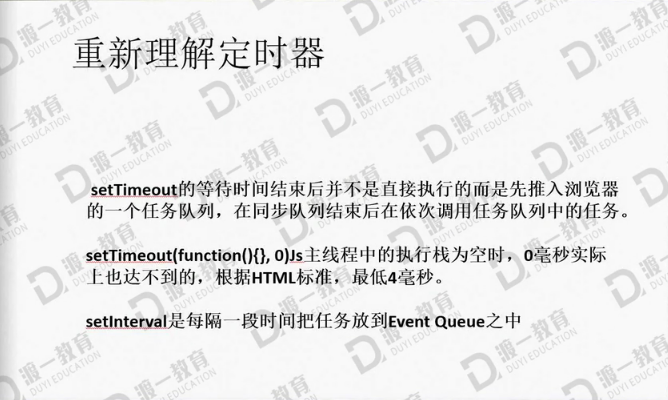 重新理解定时器
setTimeout的等待时间结束后并不是直接执行的而是先推入浏览器
的一个任务队列，在同步队列结束后在依次调用任务队列中的任务。
setTimeout(function(){}, 0)Js主线程中的执行栈为空时，0毫秒实际
上也达不到的，根据HTML标准，最低4毫秒。
setInterval是每隔一段时间把任务放到Event Queue之中
渡一教育
DUYI EDUCATION